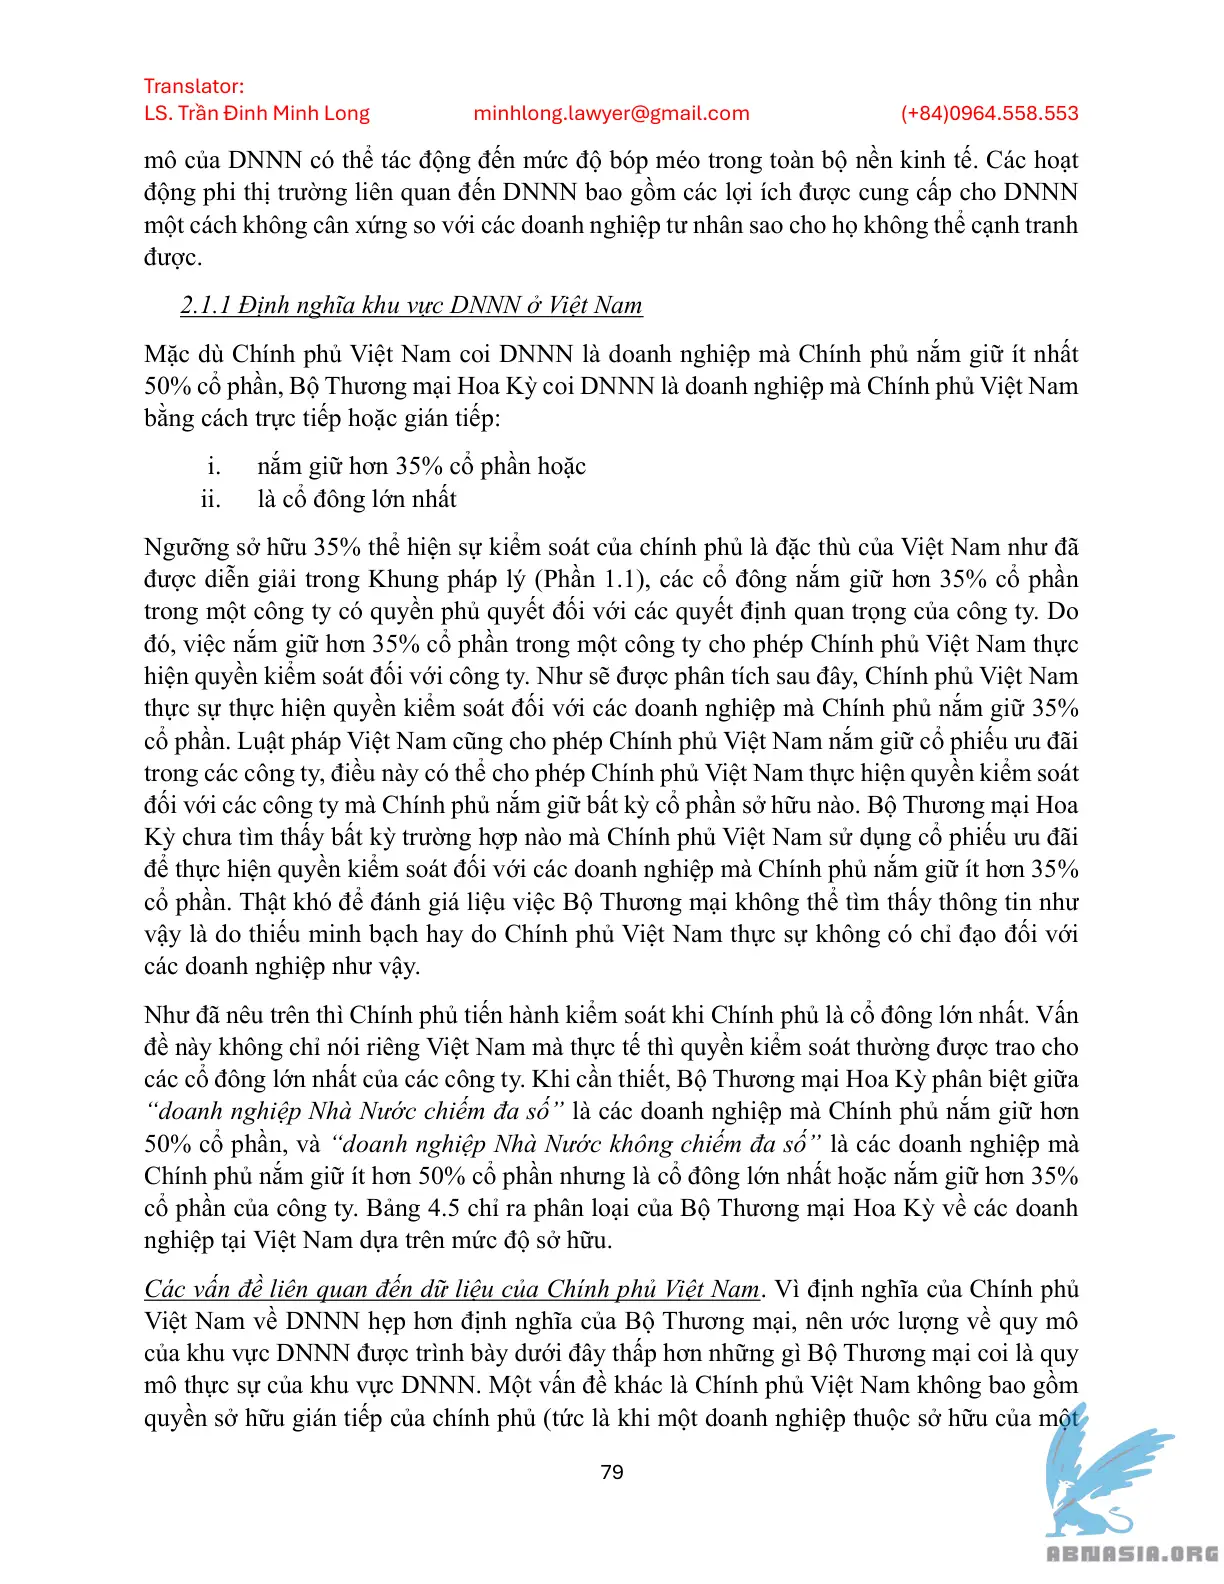 Translator:
LS. Trần Đinh Minh Long minhlong.lawyer@gmail.com (+84)0964.558.553
mô của DNNN có thể tác động đến mức độ bóp méo trong toàn bộ nền kinh tế. Các hoạt
động phi thị trường liên quan đến DNNN bao gồm các lợi ích được cung cấp cho DNNN
một cách không cân xứng so với các doanh nghiệp tư nhân sao cho họ không thể cạnh tranh
được.
2.1.1 Định nghĩa khu vực DNNN ở Việt Nam
Mặc dù Chính phủ Việt Nam coi DNNN là doanh nghiệp mà Chính phủ nắm giữ ít nhất
50% cổ phần, Bộ Thương mại Hoa Kỳ coi DNNN là doanh nghiệp mà Chính phủ Việt Nam
bằng cách trực tiếp hoặc gián tiếp:
i. nắm giữ hơn 35% cổ phần hoặc
ii. là cổ đông lớn nhất
Ngưỡng sở hữu 35% thể hiện sự kiểm soát của chính phủ là đặc thù của Việt Nam như đã
được diễn giải trong Khung pháp lý (Phần 1.1), các cổ đông nắm giữ hơn 35% cổ phần
trong một công ty có quyền phủ quyết đối với các quyết định quan trọng của công ty. Do
đó, việc nắm giữ hơn 35% cổ phần trong một công ty cho phép Chính phủ Việt Nam thực
hiện quyền kiểm soát đối với công ty. Như sẽ được phân tích sau đây, Chính phủ Việt Nam
thực sự thực hiện quyền kiểm soát đối với các doanh nghiệp mà Chính phủ nắm giữ 35%
cổ phần. Luật pháp Việt Nam cũng cho phép Chính phủ Việt Nam nắm giữ cổ phiếu ưu đãi
trong các công ty, điều này có thể cho phép Chính phủ Việt Nam thực hiện quyền kiểm soát
đối với các công ty mà Chính phủ nắm giữ bất kỳ cổ phần sở hữu nào. Bộ Thương mại Hoa
Kỳ chưa tìm thấy bất kỳ trường hợp nào mà Chính phủ Việt Nam sử dụng cổ phiếu ưu đãi
để thực hiện quyền kiểm soát đối với các doanh nghiệp mà Chính phủ nắm giữ ít hơn 35%
cổ phần. Thật khó để đánh giá liệu việc Bộ Thương mại không thể tìm thấy thông tin như
vậy là do thiếu minh bạch hay do Chính phủ Việt Nam thực sự không có chỉ đạo đối với
các doanh nghiệp như vậy.
Như đã nêu trên thì Chính phủ tiến hành kiểm soát khi Chính phủ là cổ đông lớn nhất. Vấn
đề này không chỉ nói riêng Việt Nam mà thực tế thì quyền kiểm soát thường được trao cho
các cổ đông lớn nhất của các công ty. Khi cần thiết, Bộ Thương mại Hoa Kỳ phân biệt giữa
“doanh nghiệp Nhà Nước chiếm đa số” là các doanh nghiệp mà Chính phủ nắm giữ hơn
50% cổ phần, và “doanh nghiệp Nhà Nước không chiếm đa số” là các doanh nghiệp mà
Chính phủ nắm giữ ít hơn 50% cổ phần nhưng là cổ đông lớn nhất hoặc nắm giữ hơn 35%
cổ phần của công ty. Bảng 4.5 chỉ ra phân loại của Bộ Thương mại Hoa Kỳ về các doanh
nghiệp tại Việt Nam dựa trên mức độ sở hữu.
Các vấn đề liên quan đến dữ liệu của Chính phủ Việt Nam. Vì định nghĩa của Chính phủ
Việt Nam về DNNN hẹp hơn định nghĩa của Bộ Thương mại, nên ước lượng về quy mô
của khu vực DNNN được trình bày dưới đây thấp hơn những gì Bộ Thương mại coi là quy
mô thực sự của khu vực DNNN. Một vấn đề khác là Chính phủ Việt Nam không bao gồm
quyền sở hữu gián tiếp của chính phủ (tức là khi một doanh nghiệp thuộc sở hữu của một
79
ABNASIA.ORG